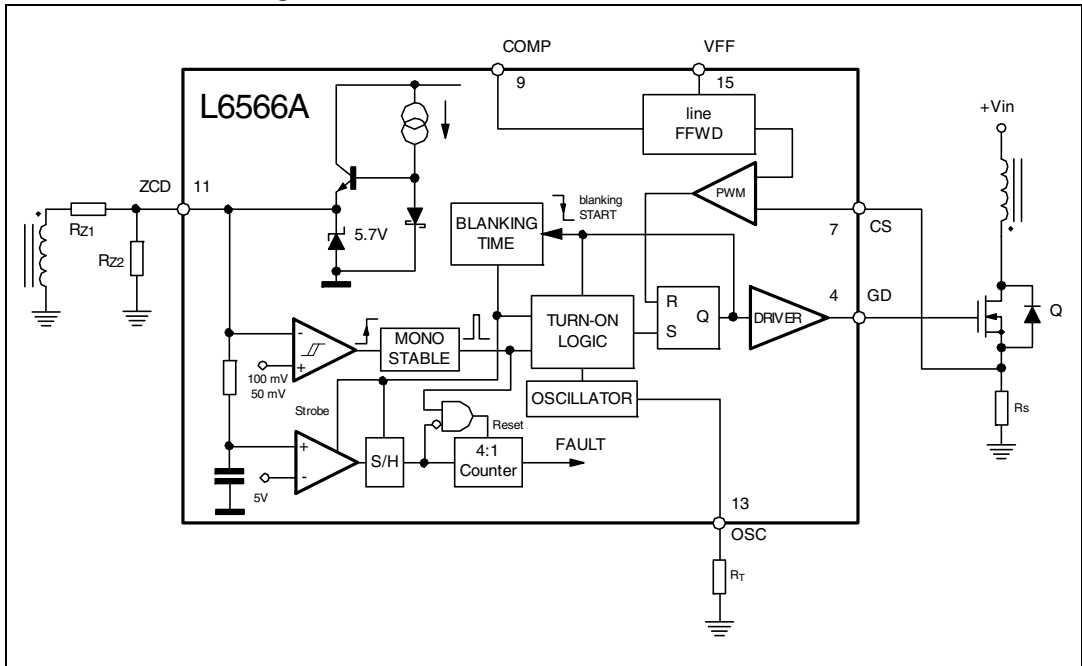 COMP
VFF
9
15
L6566A
line
FFWD
+Vin
ZCD
11
PWM
blanking
START
BLANKING
TIME
5.7V
7
CS
RZ1
RZ2
4
GD
R
S
Q
DRIVER
Q
TURN-ON
LOGIC
MONO
STABLE
-
+
100 mV
50 mV
OSCILLATOR
Strobe
Rs
Reset
FAULT
+
-
S/H
4:1
Counter
5V
13
OSC
RT